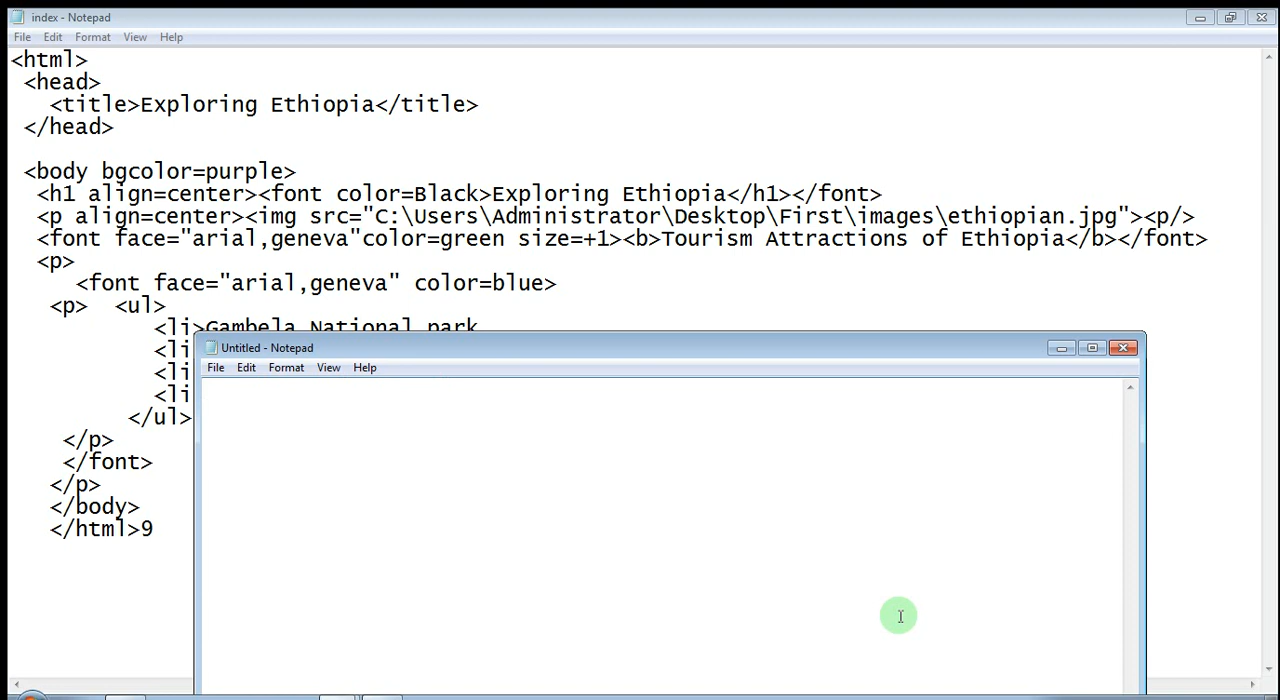 index - Notepad
File Edit Format View Help
<html>
<head>
<title>Exploring Ethiopia</title>
</head>
<body bgcolor=purple>
<h1 align=center><font color=Black>Exploring Ethiopia</h1></font>
<p align=center><img src="C:\Users\Administrator\Desktop\First\images\ethiopian.jpg"><p/>
<font face="arial,geneva"color=green size=+1><b>Tourism Attractions of Ethiopia</b></font>
<p>
<font face="arial,geneva" color=blue>
<p> <ul>
<li>Gambela National park
<li
<li
<li
</ul>
</p>
</font>
</p>
</body>
</html>9
Untitled - Notepad
File Edit Format View Help